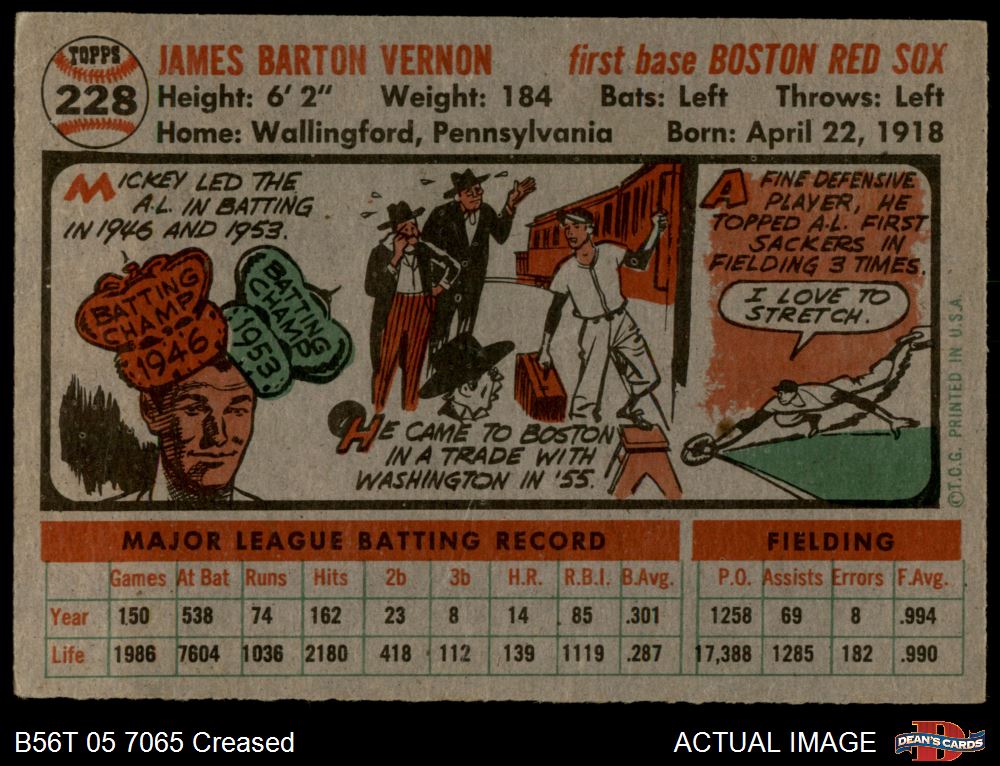 TOPPS
228
JAMES BARTON VERNON first base BOSTON RED SOX
Height: 6' 2" Weight: 184 Bats: Left Throws: Left
Home: Wallingford, Pennsylvania Born: April 22, 1918
MICKEY LED THE
A.L. IN BATTING
IN 1946 AND 1953.
BATTING
CHAMP
1946
BATTING
CHAMP
1953
HE CAME TO BOSTON
IN A TRADE WITH
WASHINGTON IN '55.
A FINE DEFENSIVE
PLAYER, HE
TOPPED A.L. FIRST
SACKERS IN
FIELDING 3 TIMES.
I LOVE TO
STRETCH.
©T.C.G. PRINTED IN U.S.A.
MAJOR LEAGUE BATTING RECORD FIELDING
Games At Bat Runs Hits 2b 3b H.R. R.B.I. B.Avg. P.O. Assists Errors F.Avg.
Year 150 538 74 162 23 8 14 85 .301 1258 69 8 .994
Life 1986 7604 1036 2180 418 112 139 1119 .287 17,388 1285 182 .990
B56T 05 7065 Creased ACTUAL IMAGE DEAN'S CARDS